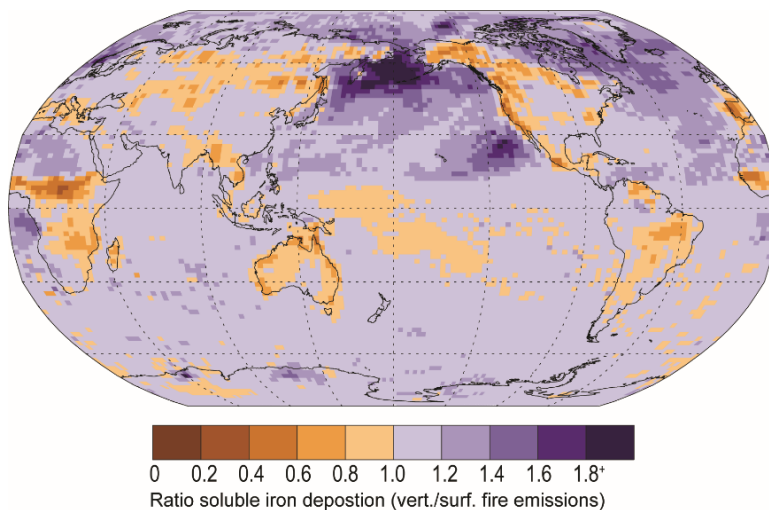 0 0.2 0.4 0.6 0.8 1.0 1.2 1.4 1.6 1.8+
Ratio soluble iron depostion (vert./surf. fire emissions)